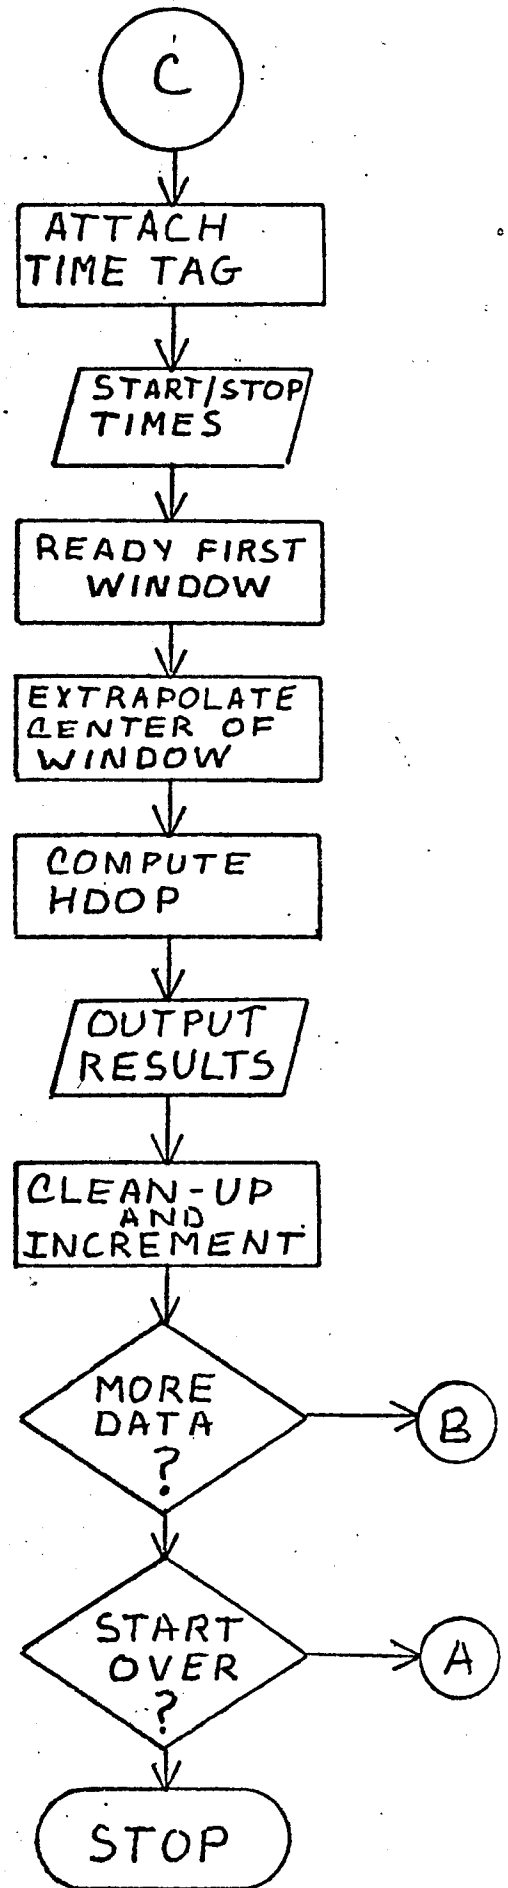 C
ATTACH
TIME TAG
START/STOP
TIMES
READY FIRST
WINDOW
EXTRAPOLATE
CENTER OF
WINDOW
COMPUTE
HDOP
OUTPUT
RESULTS
CLEAN-UP
AND
INCREMENT
MORE
DATA
?
B
START
OVER
?
A
STOP